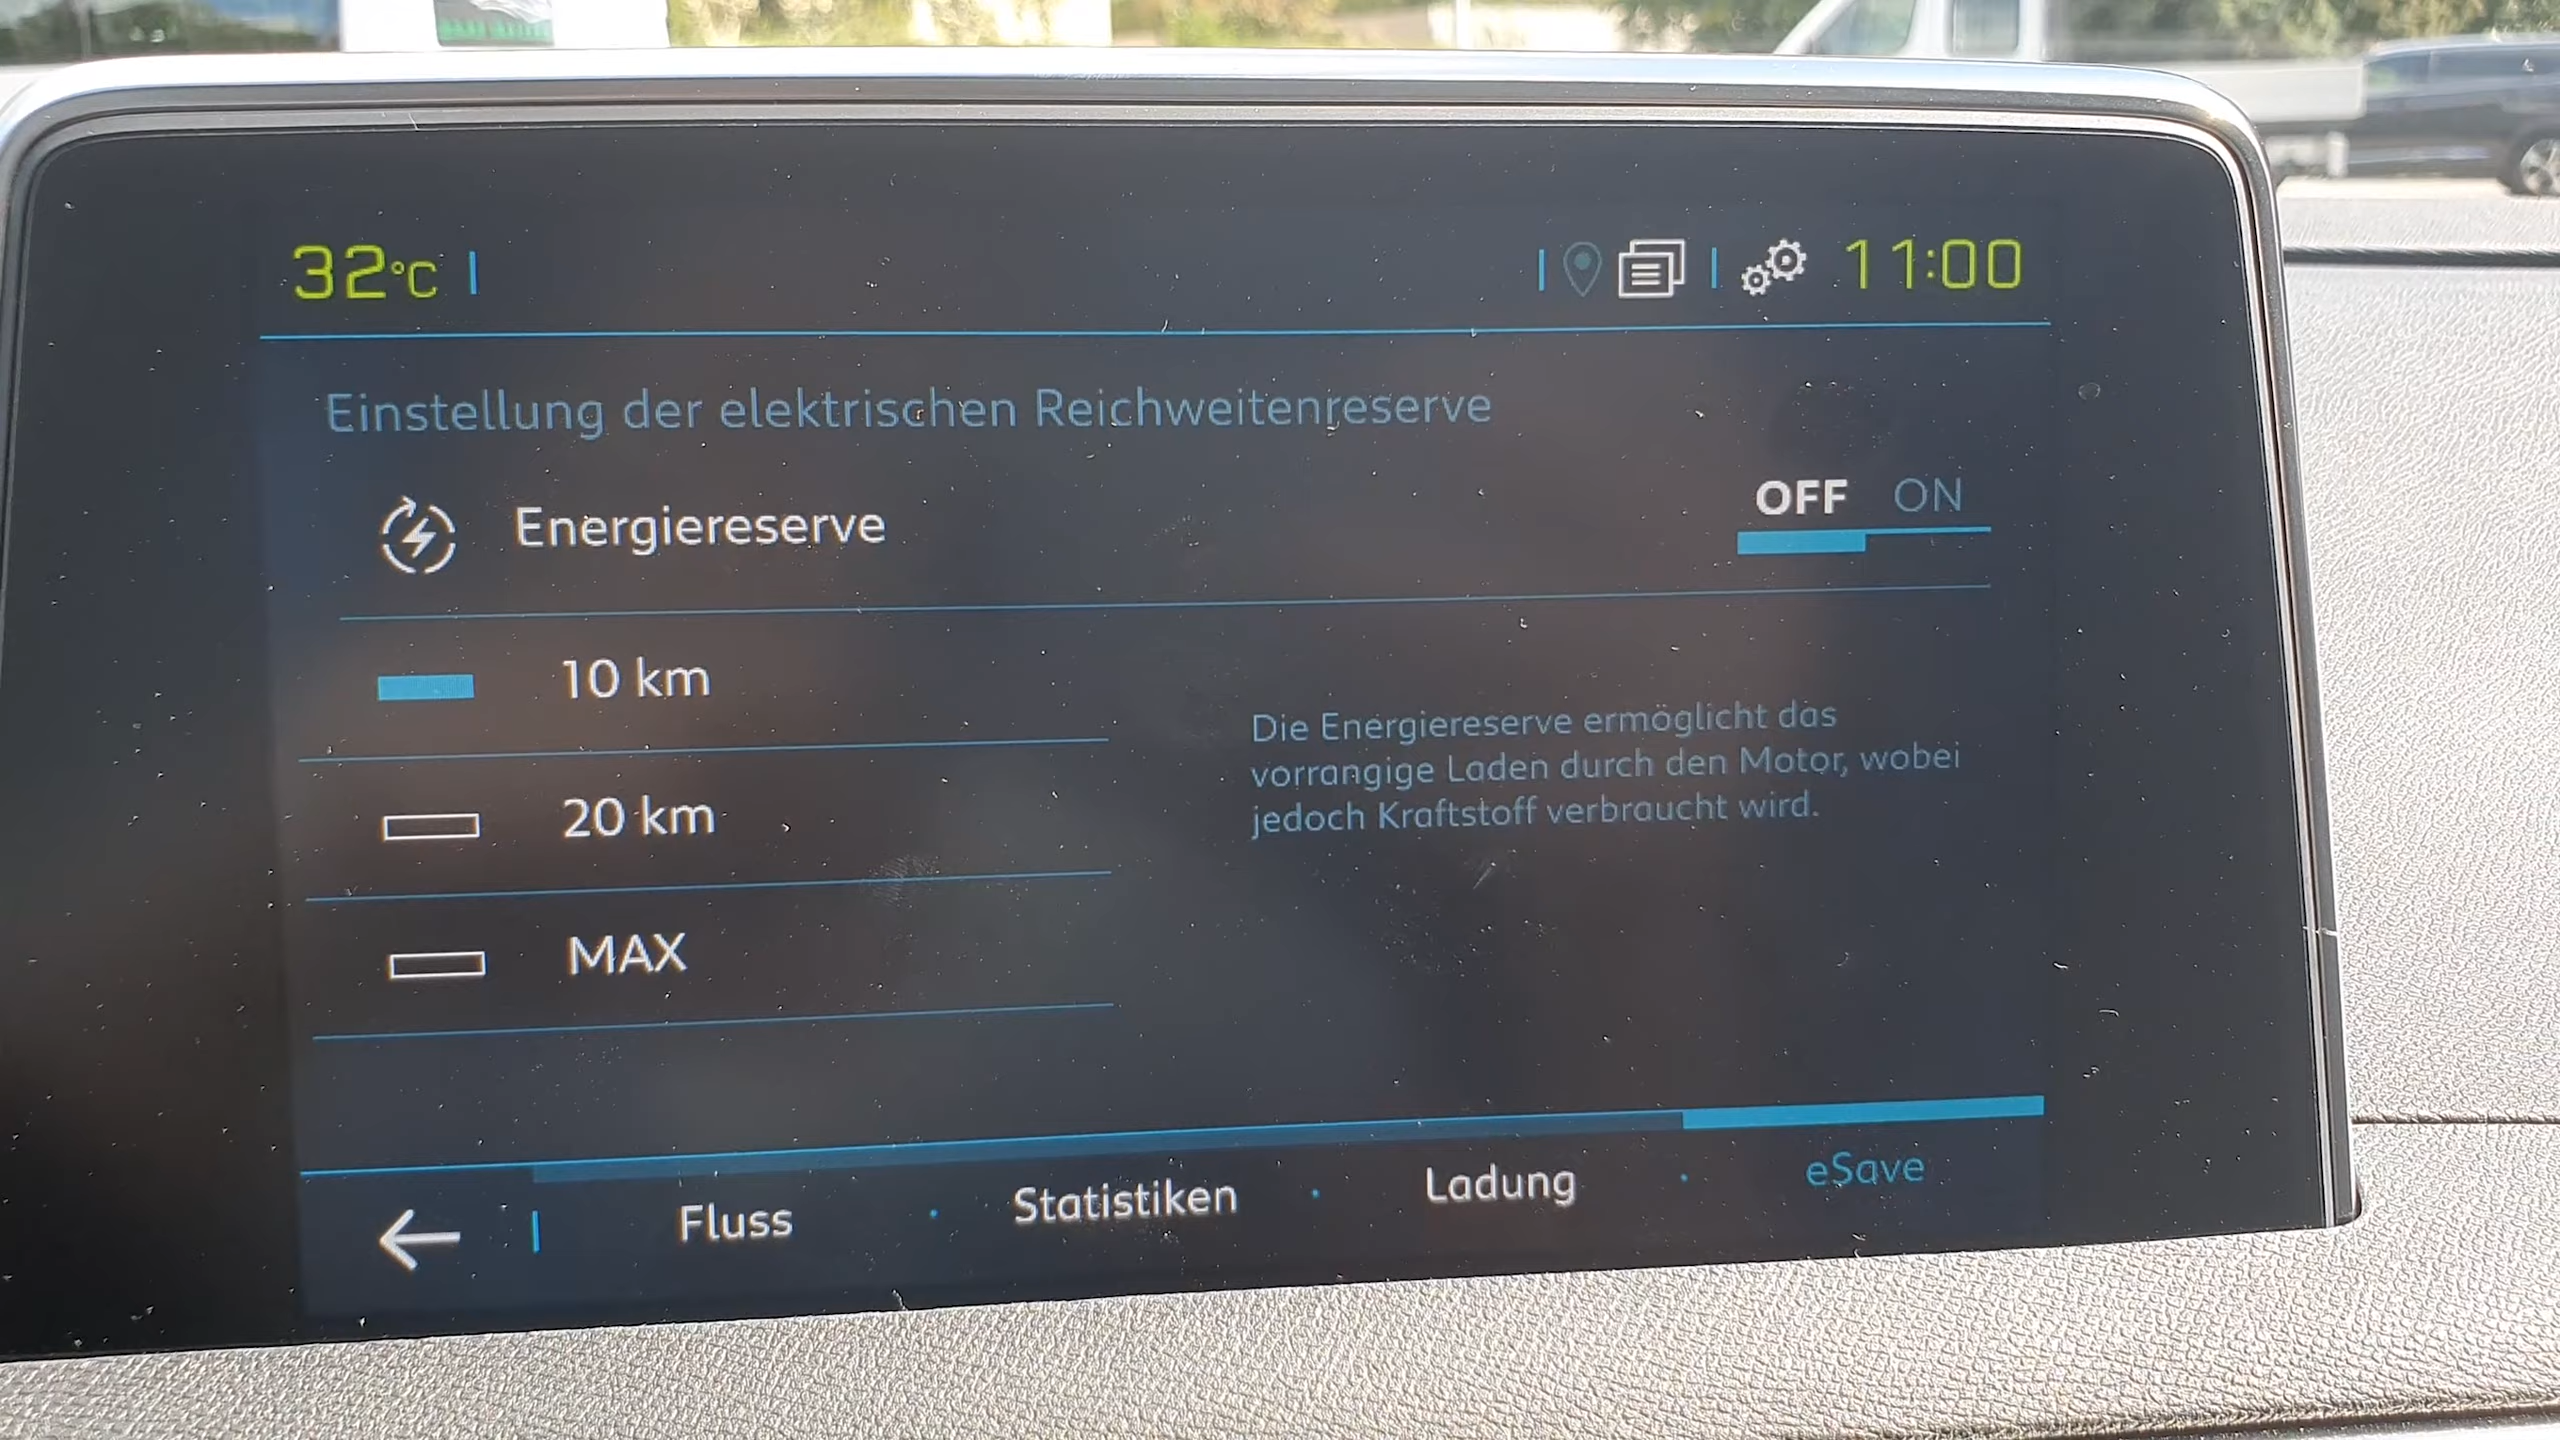 32°C
11:00
Einstellung der elektrischen Reichweitenreserve
Energiereserve
OFF ON
10 km
20 km
MAX
Die Energiereserve ermöglicht das
vorrangige Laden durch den Motor, wobei
jedoch Kraftstoff verbraucht wird.
Fluss · Statistiken · Ladung · eSave